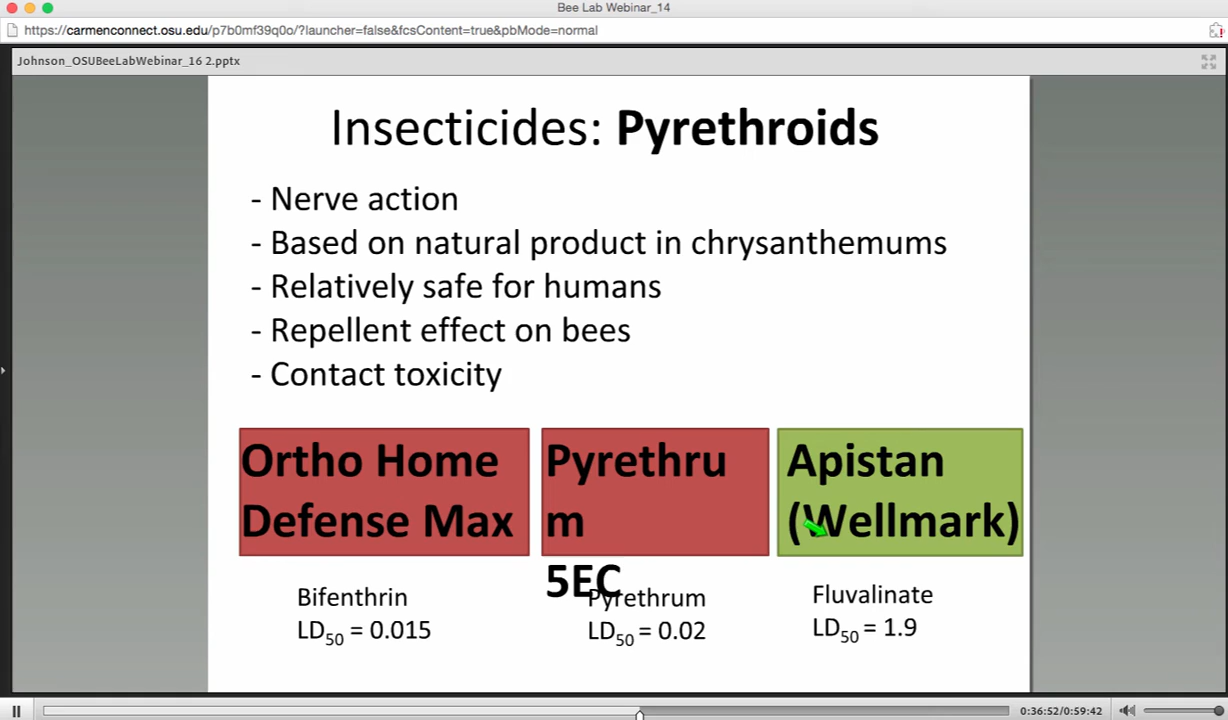 Bee Lab Webinar_14
https://carmenconnect.osu.edu/p7b0mf39q0o/?launcher=false&fcsContent=true&pbMode=normal
Johnson_OSUBeeLabWebinar_16 2.pptx
Insecticides: Pyrethroids
- Nerve action
- Based on natural product in chrysanthemums
- Relatively safe for humans
- Repellent effect on bees
- Contact toxicity
Ortho Home
Defense Max
Pyrethru
m
5EC
Apistan
(Wellmark)
Bifenthrin
LD50 = 0.015
Pyrethrum
LD50 = 0.02
Fluvalinate
LD50 = 1.9
0:36:52/0:59:42